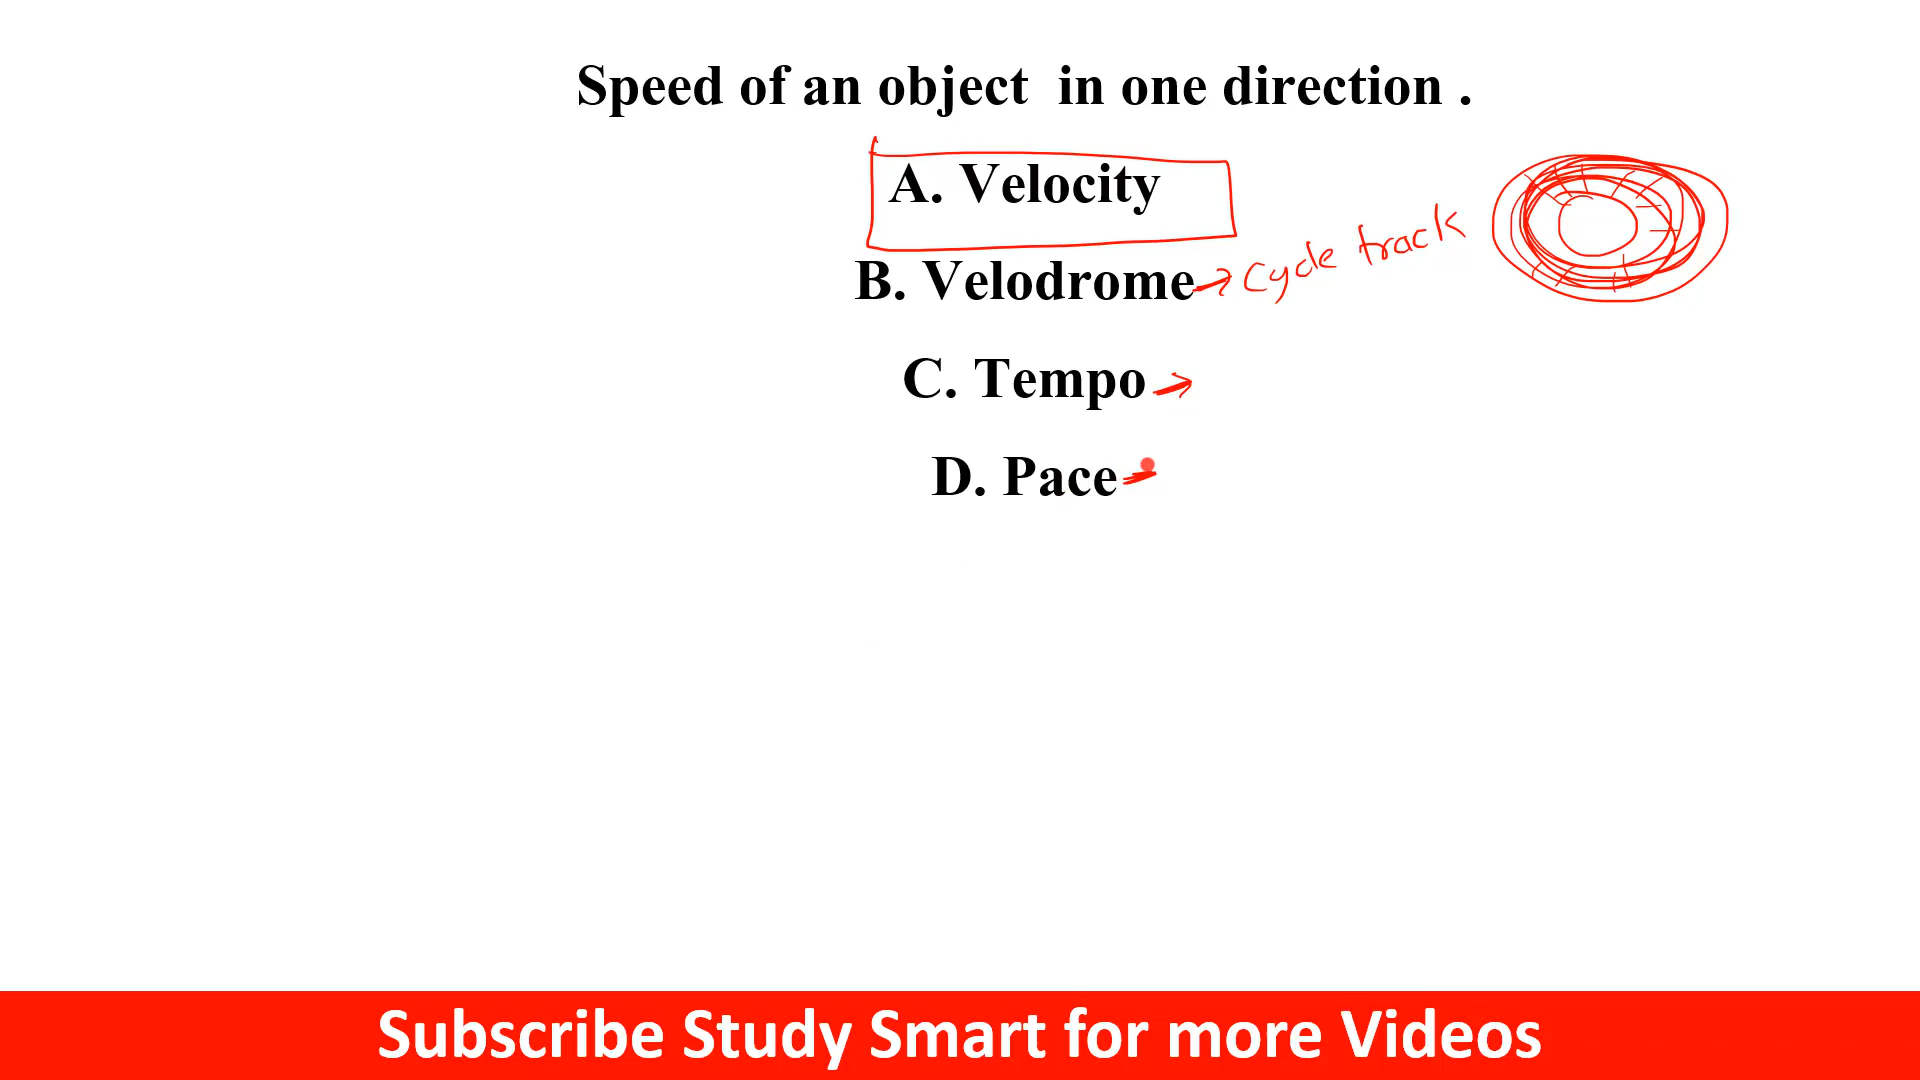 Speed of an object in one direction .
A. Velocity
B. Velodrome → Cycle track
C. Tempo →
D. Pace
Subscribe Study Smart for more Videos